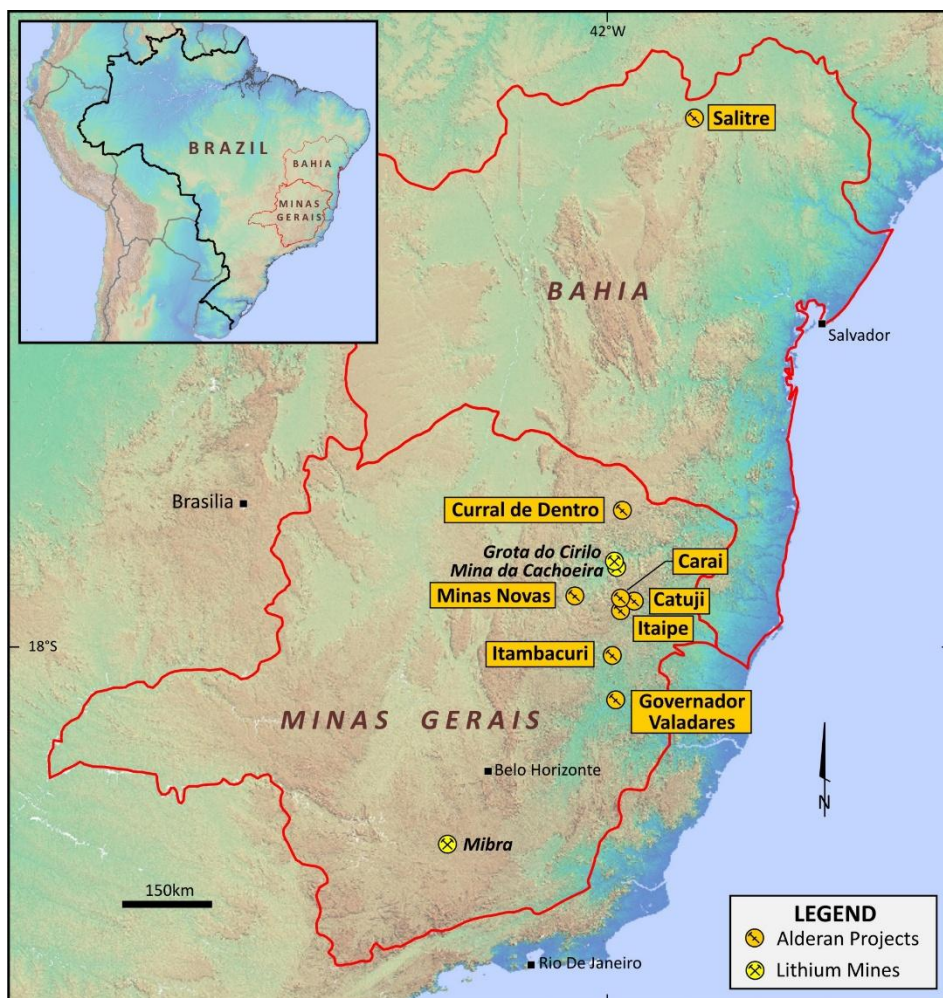 42°W
Salitre
BRAZIL
BAHIA
MINAS
GERAIS
BAHIA
Salvador
Brasilia
Curral de Dentro
Grota do Cirilo
Mina da Cachoeira
Carai
Minas Novas
Catuji
Itaipe
18°S
Itambacuri
Governador
Valadares
MINAS GERAIS
Belo Horizonte
N
Mibra
150km
LEGEND
Alderan Projects
Lithium Mines
Rio De Janeiro